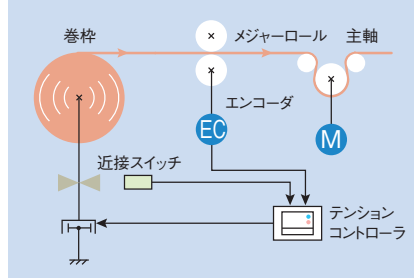 巻枠
メジャーロール
主軸
エンコーダ
EC
M
近接スイッチ
テンション
コントローラ